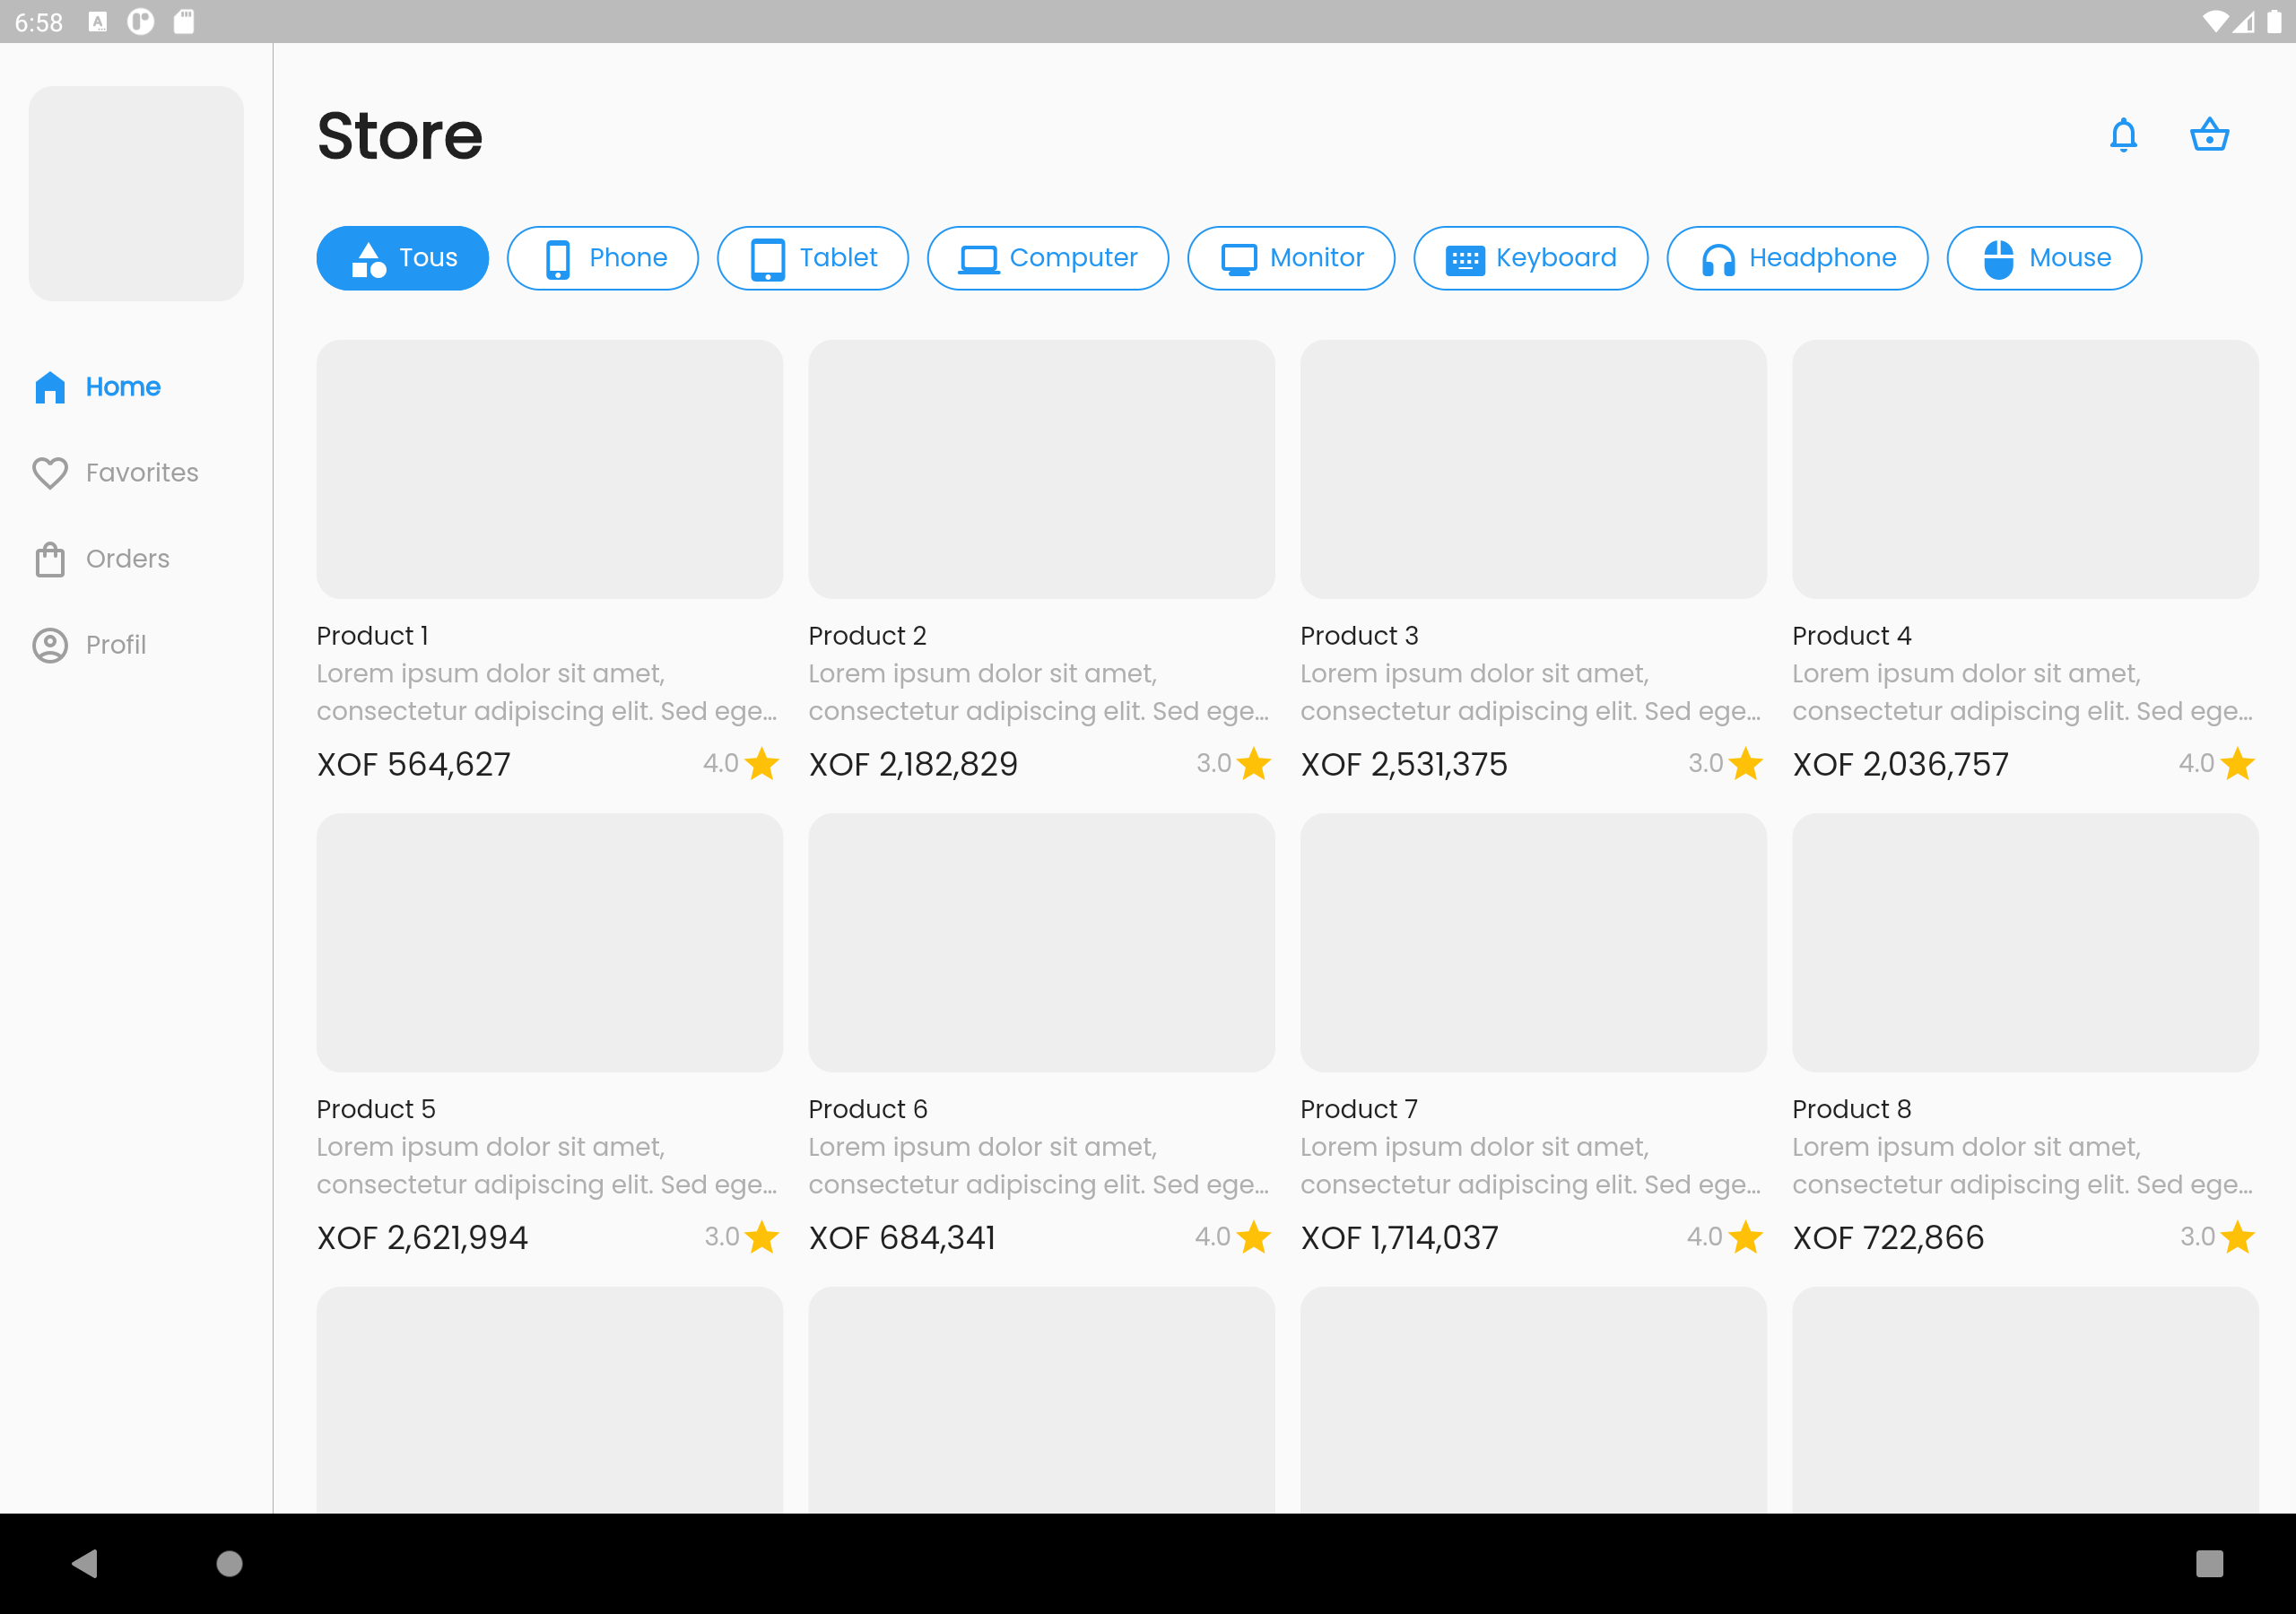 6:58
Store
Tous
Phone
Tablet
Computer
Monitor
Keyboard
Headphone
Mouse
Home
Favorites
Orders
Profil
Product 1
Lorem ipsum dolor sit amet,
consectetur adipiscing elit. Sed ege...
XOF 564,627
4.0
Product 2
Lorem ipsum dolor sit amet,
consectetur adipiscing elit. Sed ege...
XOF 2,182,829
3.0
Product 3
Lorem ipsum dolor sit amet,
consectetur adipiscing elit. Sed ege...
XOF 2,531,375
3.0
Product 4
Lorem ipsum dolor sit amet,
consectetur adipiscing elit. Sed ege...
XOF 2,036,757
4.0
Product 5
Lorem ipsum dolor sit amet,
consectetur adipiscing elit. Sed ege...
XOF 2,621,994
3.0
Product 6
Lorem ipsum dolor sit amet,
consectetur adipiscing elit. Sed ege...
XOF 684,341
4.0
Product 7
Lorem ipsum dolor sit amet,
consectetur adipiscing elit. Sed ege...
XOF 1,714,037
4.0
Product 8
Lorem ipsum dolor sit amet,
consectetur adipiscing elit. Sed ege...
XOF 722,866
3.0